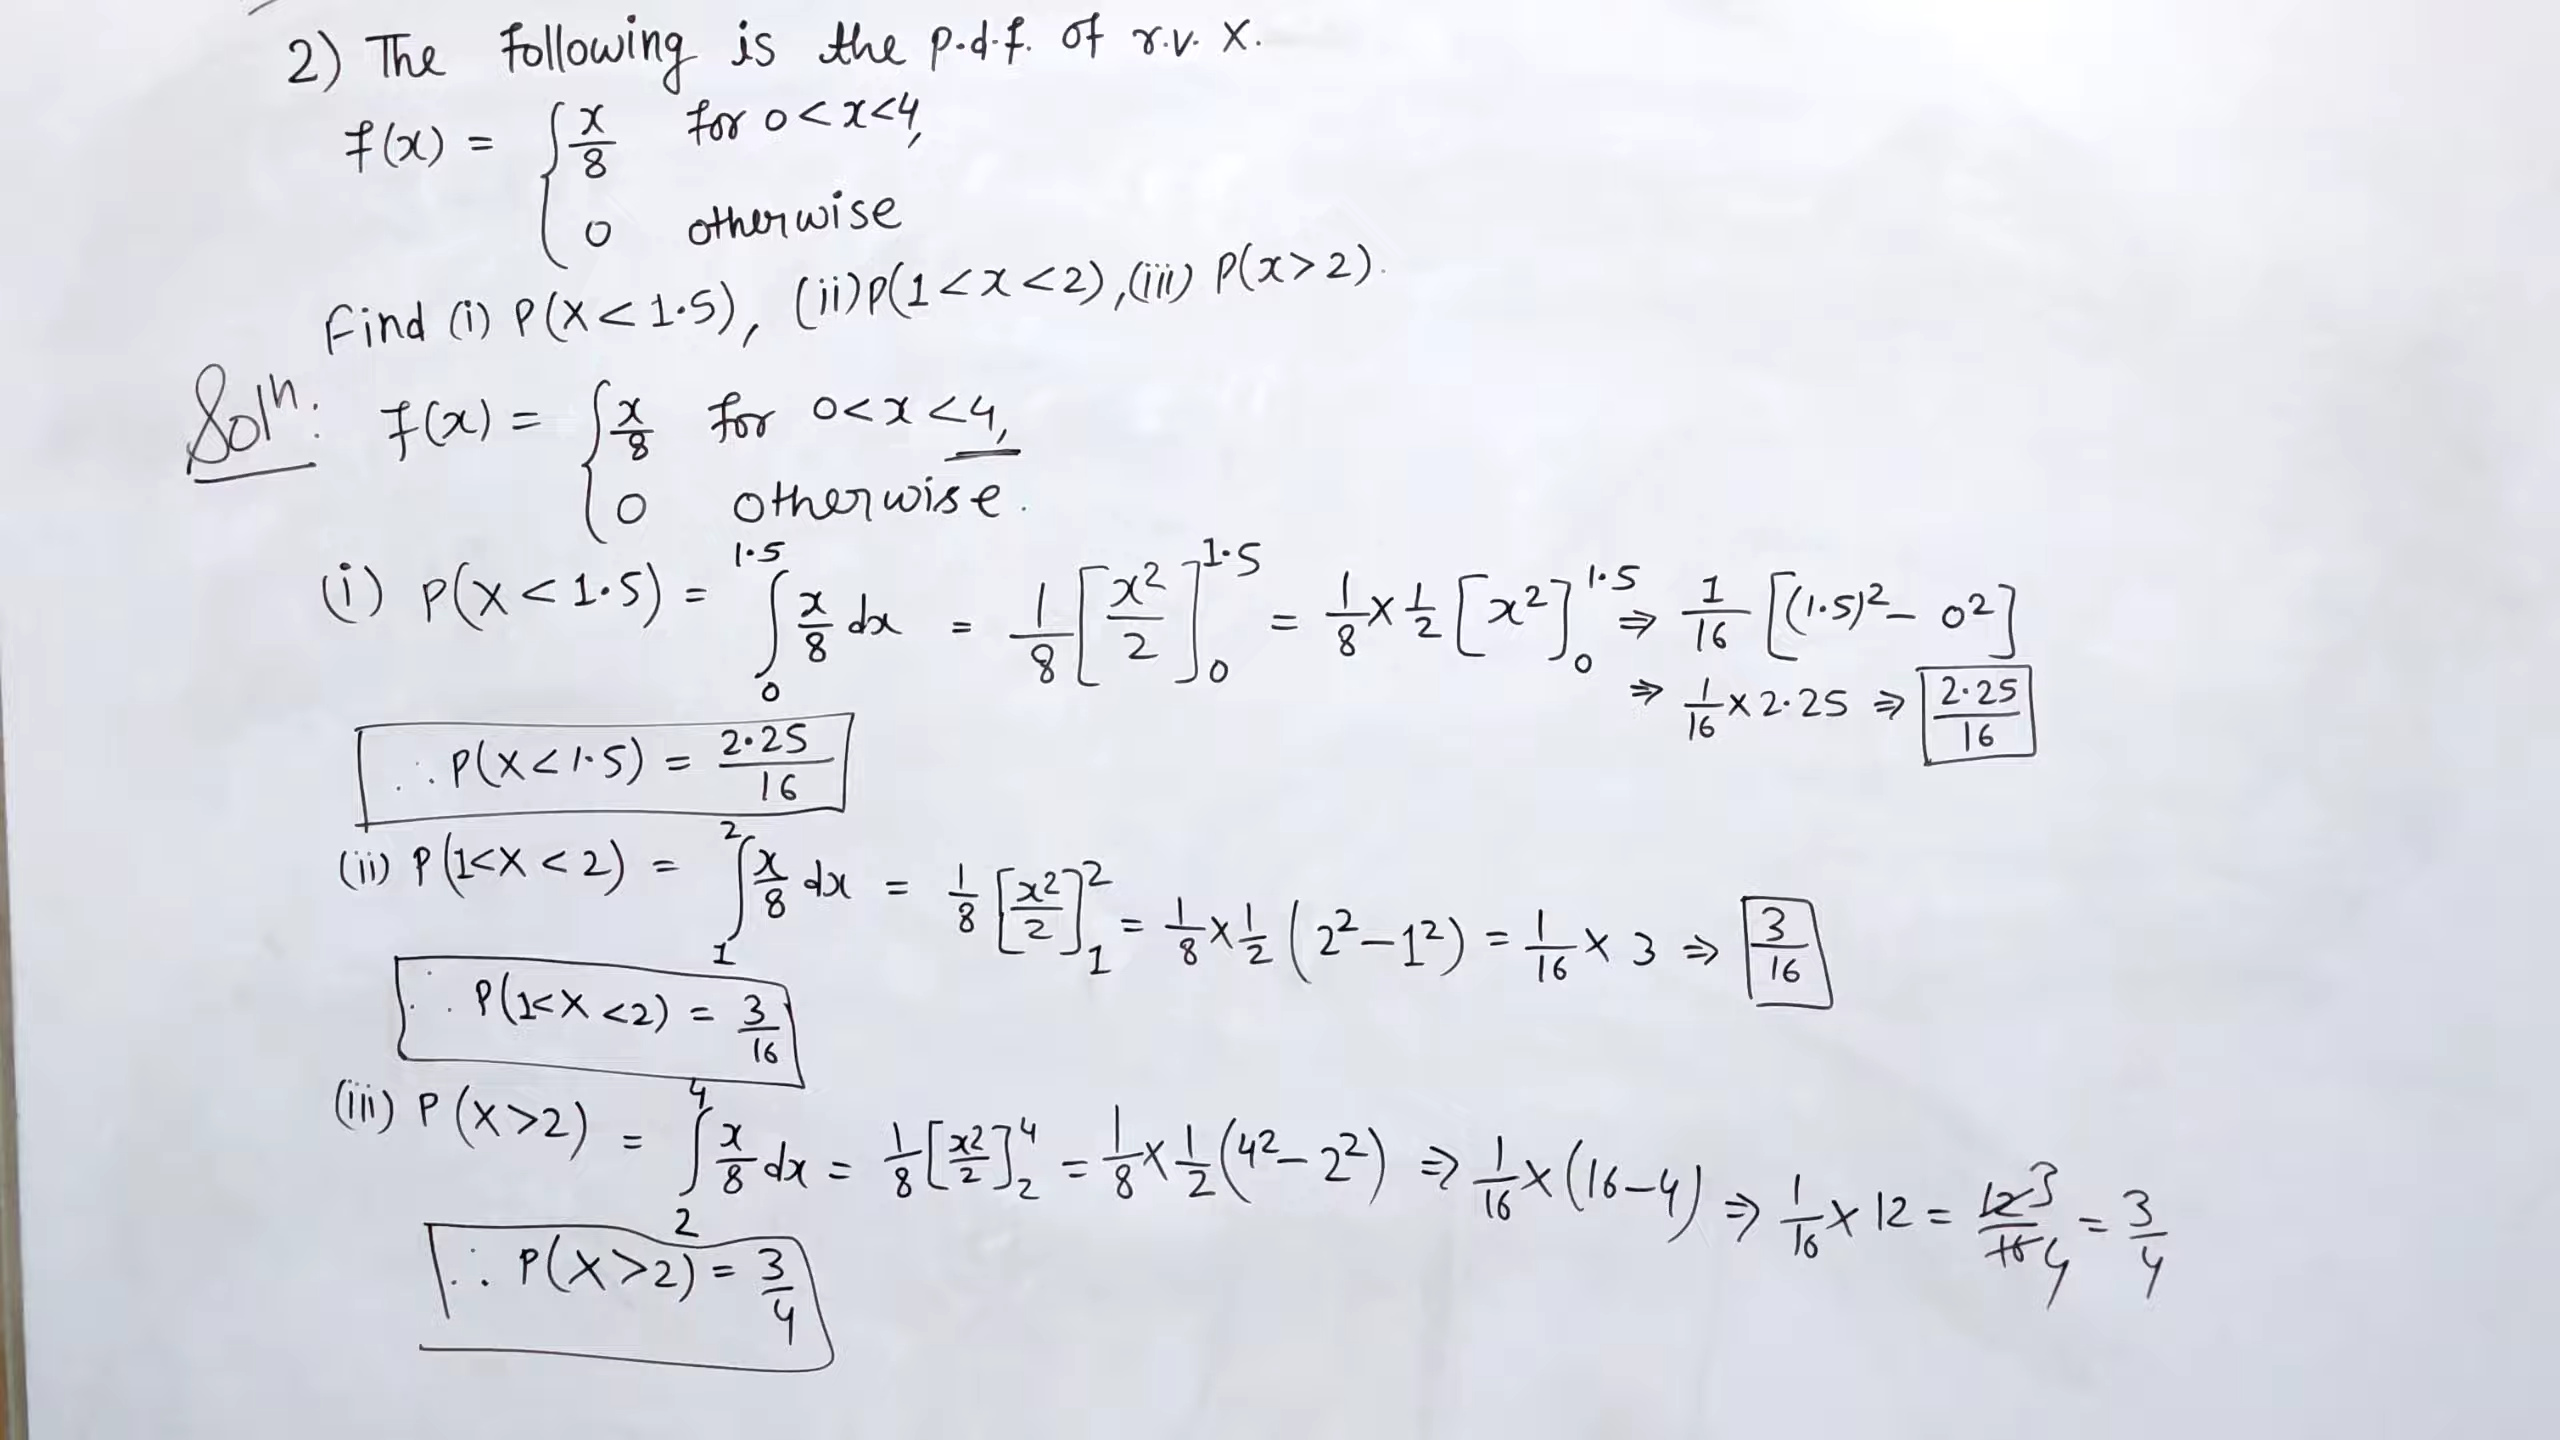 2) The following is the p.d.f. of r.v. X.
f(x) = { x/8 for 0 < x < 4,
0 otherwise
Find (i) P(X < 1.5), (ii) P(1 < x < 2), (iii) P(x > 2).
Solⁿ: f(x) = { x/8 for 0 < x < 4,
0 otherwise.
(i) P(X < 1.5) = ∫₀^1.5 x/8 dx = 1/8 [x²/2]₀^1.5 = 1/8 × 1/2 [x²]₀^1.5 ⇒ 1/16 [(1.5)² − 0²]
⇒ 1/16 × 2.25 ⇒ 2.25/16
∴ P(X < 1.5) = 2.25/16
(ii) P(1 < X < 2) = ∫₁² x/8 dx = 1/8 [x²/2]₁² = 1/8 × 1/2 (2² − 1²) = 1/16 × 3 ⇒ 3/16
∴ P(1 < X < 2) = 3/16
(iii) P(X > 2) = ∫₂⁴ x/8 dx = 1/8 [x²/2]₂⁴ = 1/8 × 1/2 (4² − 2²) ⇒ 1/16 × (16 − 4) ⇒ 1/16 × 12 = 12 3/16 4 = 3/4
∴ P(X > 2) = 3/4